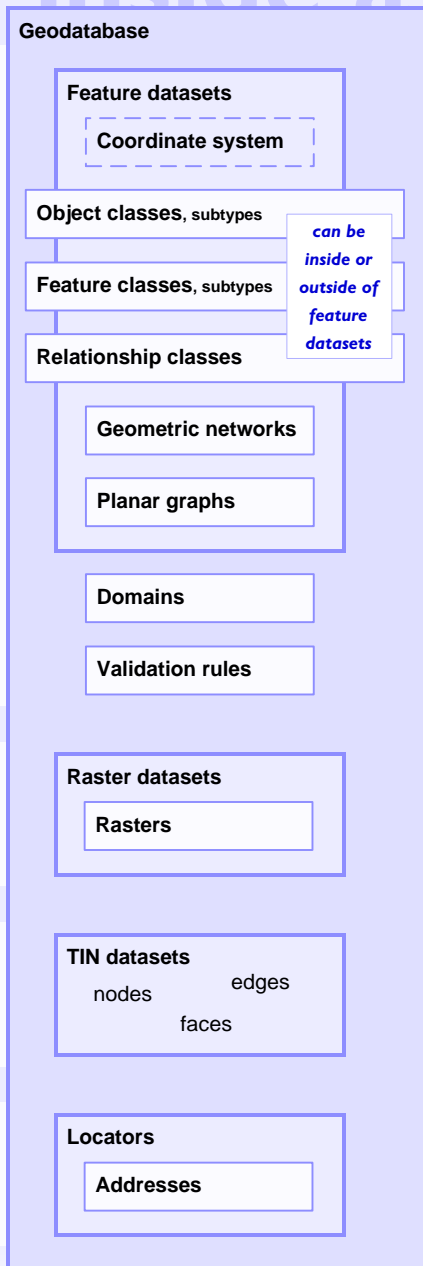 Geodatabase
Feature datasets
Coordinate system
Object classes, subtypes
Feature classes, subtypes
Relationship classes
can be
inside or
outside of
feature
datasets
Geometric networks
Planar graphs
Domains
Validation rules
Raster datasets
Rasters
TIN datasets
nodes
edges
faces
Locators
Addresses